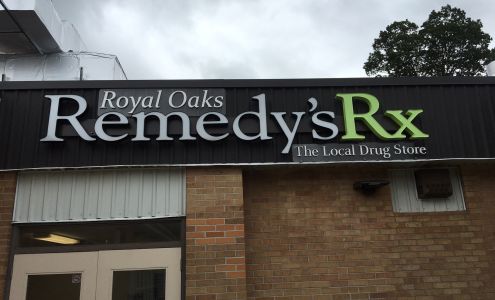 Royal Oaks
Remedy'sRx
The Local Drug Store